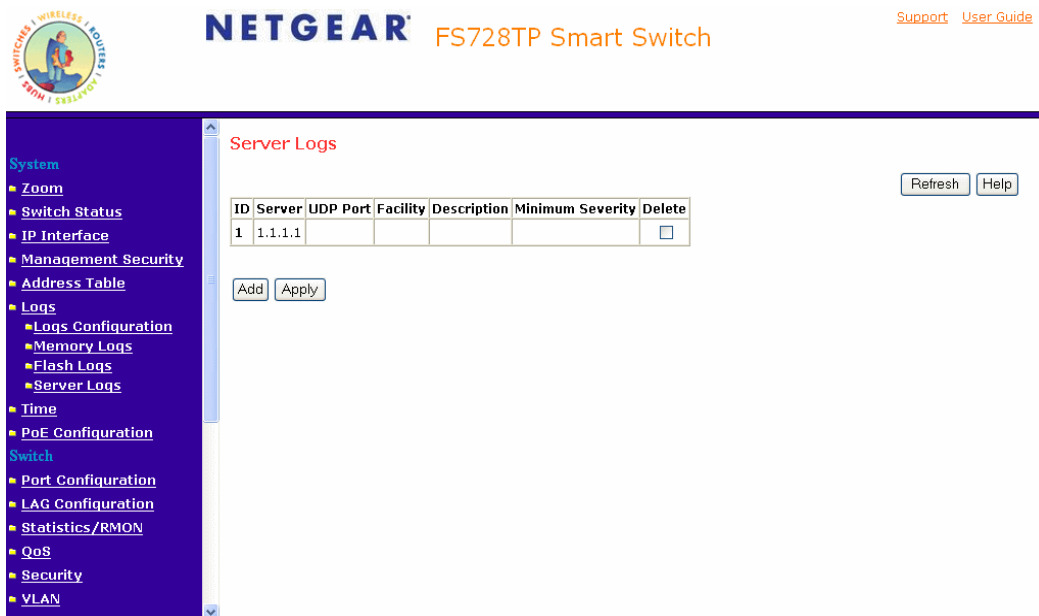 SWITCHES | WIRELESS | ROUTERS | ADAPTERS | HUBS |
NETGEAR FS728TP Smart Switch
Support User Guide
System
Zoom
Switch Status
IP Interface
Management Security
Address Table
Logs
Logs Configuration
Memory Logs
Flash Logs
Server Logs
Time
PoE Configuration
Switch
Port Configuration
LAG Configuration
Statistics/RMON
QoS
Security
VLAN
Server Logs
Refresh Help
ID Server UDP Port Facility Description Minimum Severity Delete
1 1.1.1.1
Add Apply